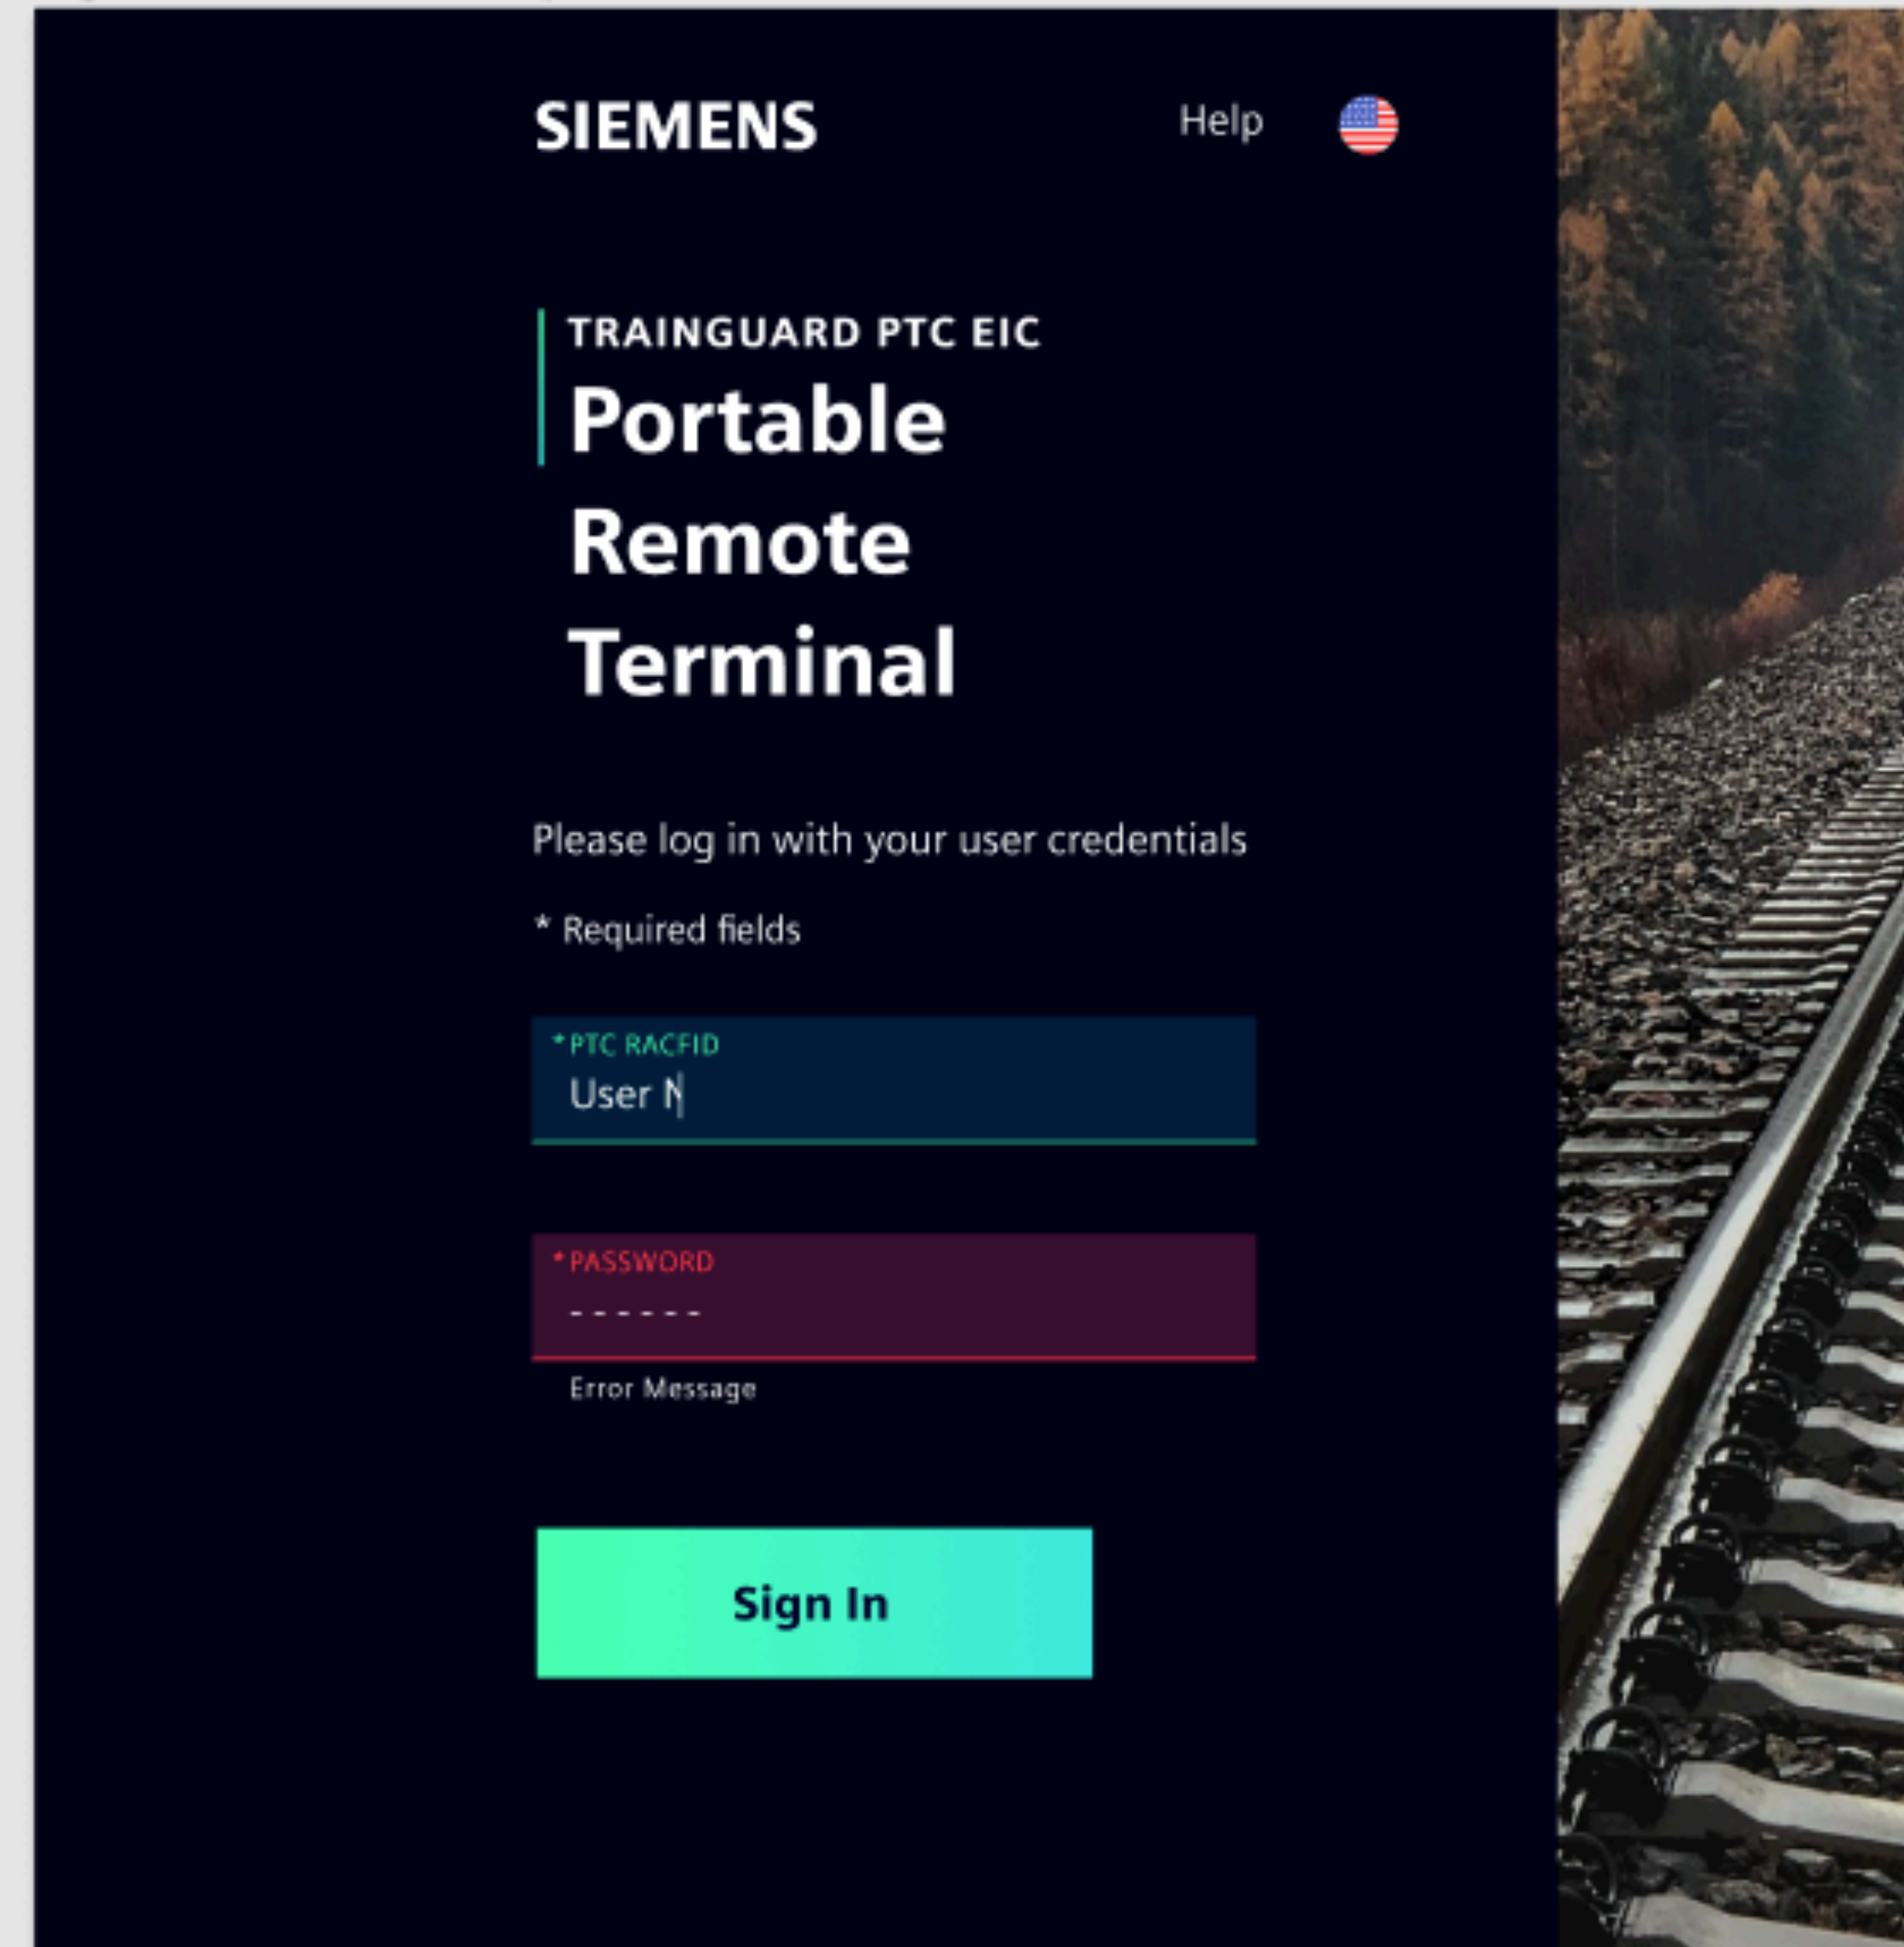 SIEMENS
Help
TRAINGUARD PTC EIC
Portable
Remote
Terminal
Please log in with your user credentials
* Required fields
*PTC RACFID
User N
*PASSWORD
- - - - - -
Error Message
Sign In